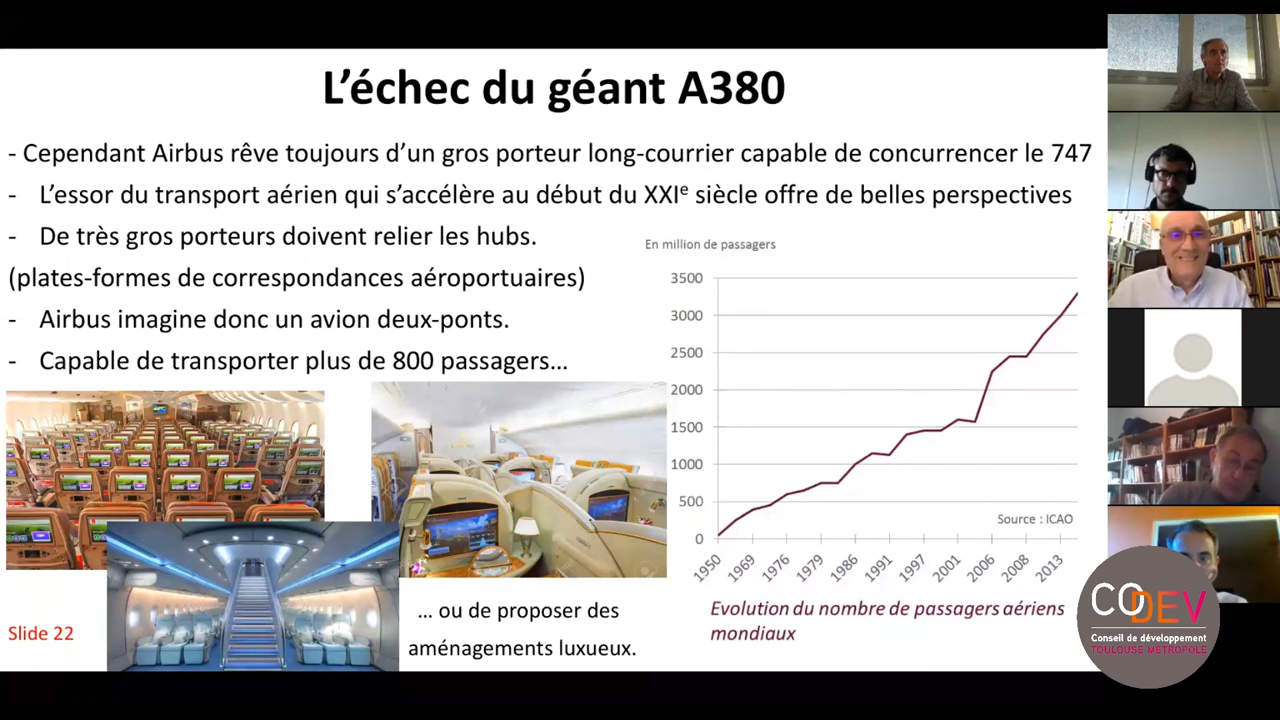 L’échec du géant A380
- Cependant Airbus rêve toujours d’un gros porteur long-courrier capable de concurrencer le 747
- L’essor du transport aérien qui s’accélère au début du XXIe siècle offre de belles perspectives
- De très gros porteurs doivent relier les hubs.
(plates-formes de correspondances aéroportuaires)
- Airbus imagine donc un avion deux-ponts.
- Capable de transporter plus de 800 passagers…
En million de passagers
3500
3000
2500
2000
1500
1000
500
0
Source : ICAO
1950
1969
1976
1979
1986
1991
1997
2001
2006
2008
2013
Evolution du nombre de passagers aériens
mondiaux
… ou de proposer des
aménagements luxueux.
Slide 22
CODEV
Conseil de développement
TOULOUSE MÉTROPOLE